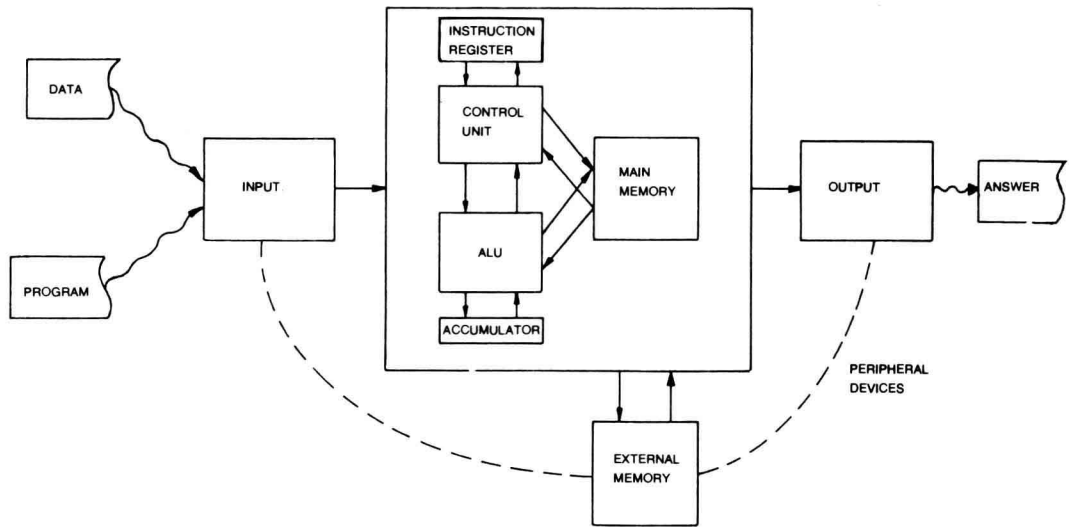 INSTRUCTION
REGISTER
DATA
CONTROL
UNIT
INPUT
MAIN
MEMORY
OUTPUT
ANSWER
ALU
PROGRAM
ACCUMULATOR
PERIPHERAL
DEVICES
EXTERNAL
MEMORY